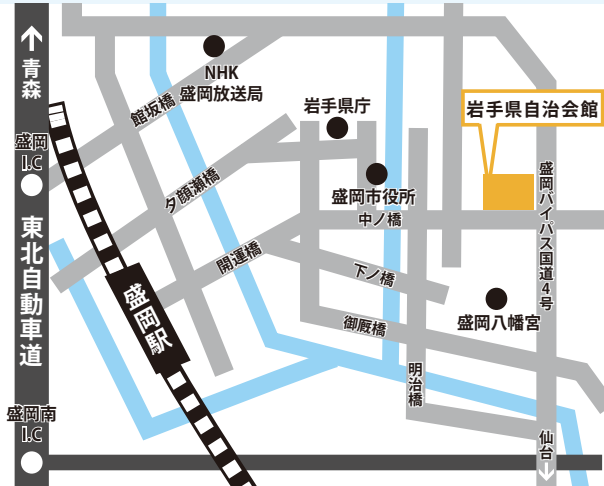 青森
NHK
盛岡放送局
館坂橋
岩手県庁
岩手県自治会館
盛岡
I.C
夕顔瀬橋
盛岡市役所
中ノ橋
盛岡バイパス国道4号
東北自動車道
開運橋
下ノ橋
盛岡駅
御厩橋
盛岡八幡宮
明治橋
盛岡南
I.C
仙台